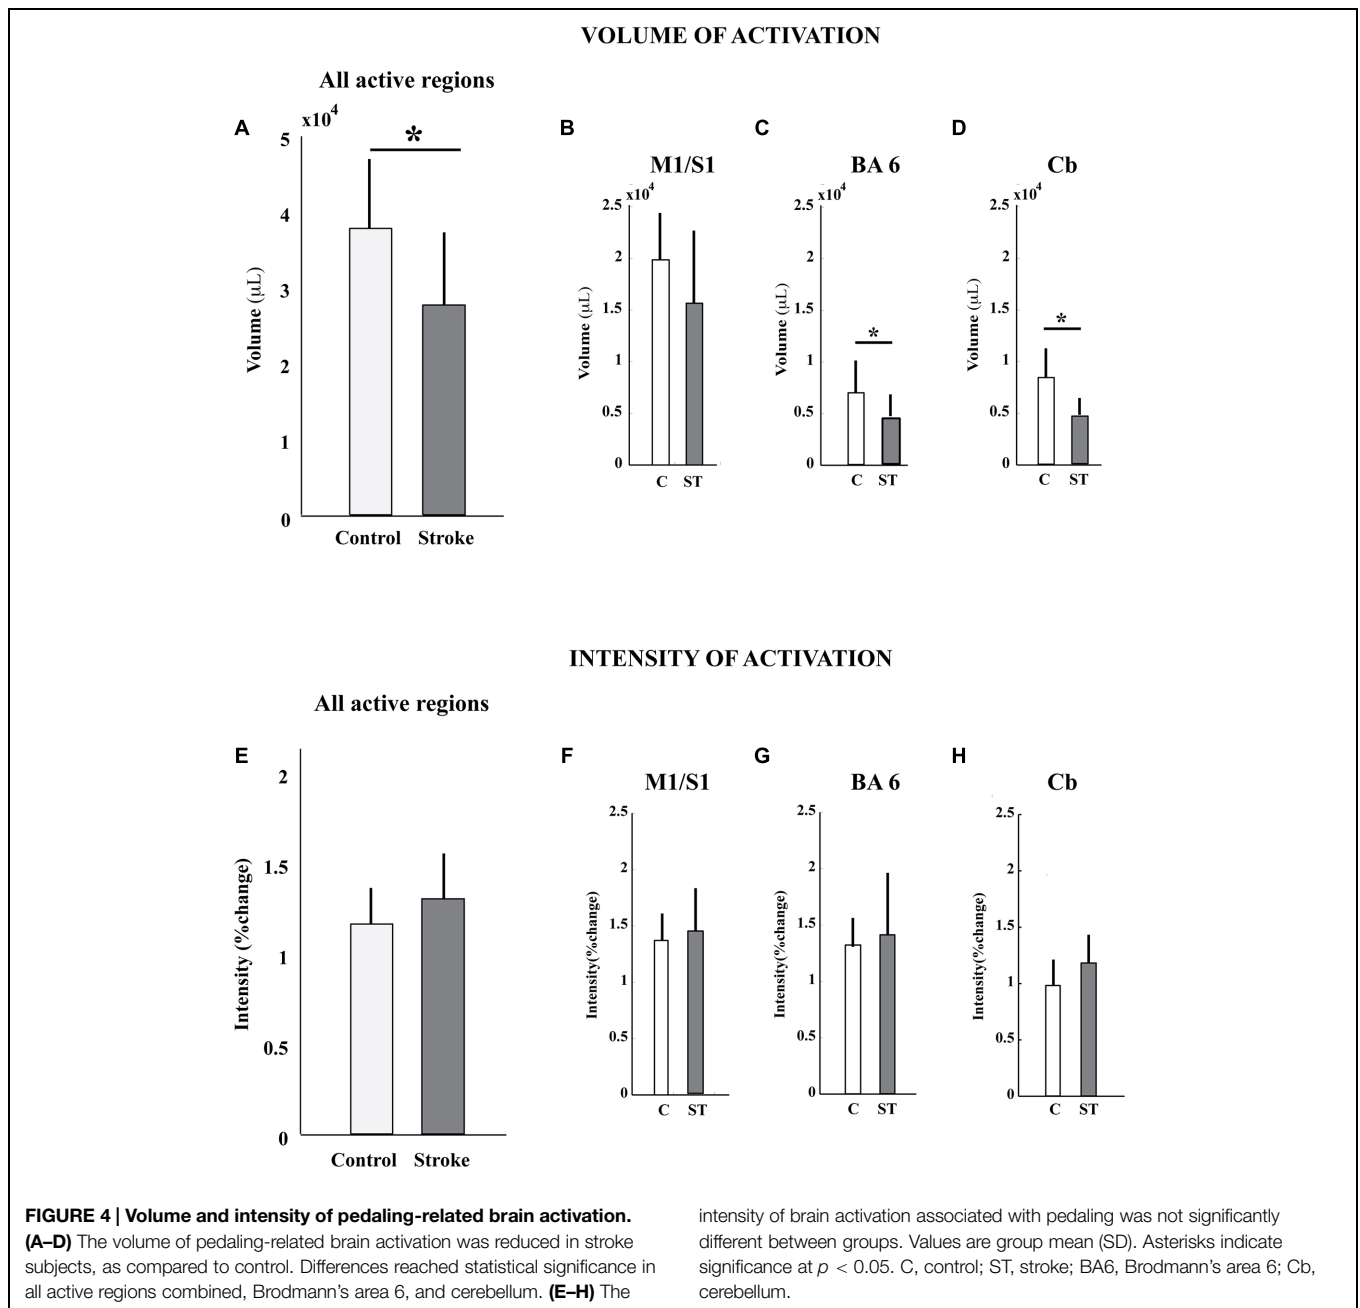 VOLUME OF ACTIVATION
All active regions
A
x10⁴
5
4
3
2
1
0
Volume (μL)
*
Control Stroke
B
M1/S1
x10⁴
2.5
2
1.5
1
0.5
0
Volume (μL)
C ST
C
BA 6
x10⁴
2.5
2
1.5
1
0.5
0
Volume (μL)
*
C ST
D
Cb
x10⁴
2.5
2
1.5
1
0.5
0
Volume (μL)
*
C ST
INTENSITY OF ACTIVATION
All active regions
E
2
1.5
1
0.5
0
Intensity (%change)
Control Stroke
F
M1/S1
2.5
2
1.5
1
0.5
0
Intensity(%change)
C ST
G
BA 6
2.5
2
1.5
1
0.5
0
Intensity(%change)
C ST
H
Cb
2.5
2
1.5
1
0.5
0
Intensity(%change)
C ST
FIGURE 4 | Volume and intensity of pedaling-related brain activation.
(A–D) The volume of pedaling-related brain activation was reduced in stroke
subjects, as compared to control. Differences reached statistical significance in
all active regions combined, Brodmann's area 6, and cerebellum. (E–H) The
intensity of brain activation associated with pedaling was not significantly
different between groups. Values are group mean (SD). Asterisks indicate
significance at p < 0.05. C, control; ST, stroke; BA6, Brodmann's area 6; Cb,
cerebellum.